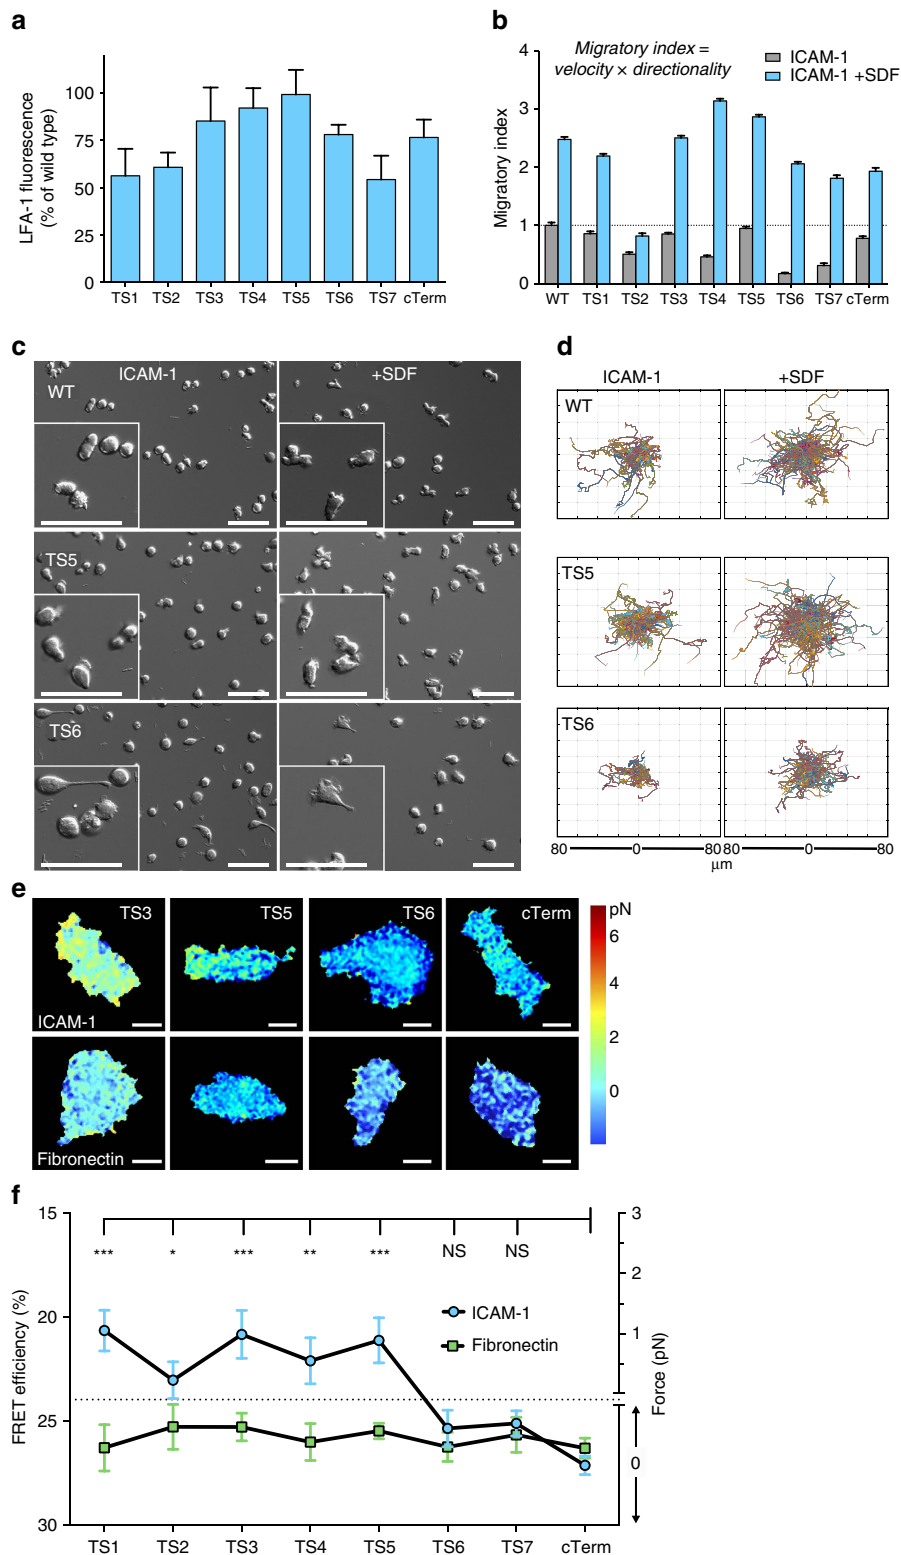 a
LFA-1 fluorescence
(% of wild type)
100
75
50
25
0
TS1 TS2 TS3 TS4 TS5 TS6 TS7 cTerm
b
Migratory index =
velocity × directionality
ICAM-1
ICAM-1 +SDF
Migratory index
4
3
2
1
0
WT TS1 TS2 TS3 TS4 TS5 TS6 TS7 cTerm
c
ICAM-1 +SDF
WT
TS5
TS6
d
ICAM-1 +SDF
WT
TS5
TS6
80 0 80 0 80
μm
e
TS3 TS5 TS6 cTerm
ICAM-1
Fibronectin
pN
6
4
2
0
f
FRET efficiency (%)
15
20
25
30
*** * *** ** *** NS NS
ICAM-1
Fibronectin
3
2
1
0
0
Force (pN)
TS1 TS2 TS3 TS4 TS5 TS6 TS7 cTerm